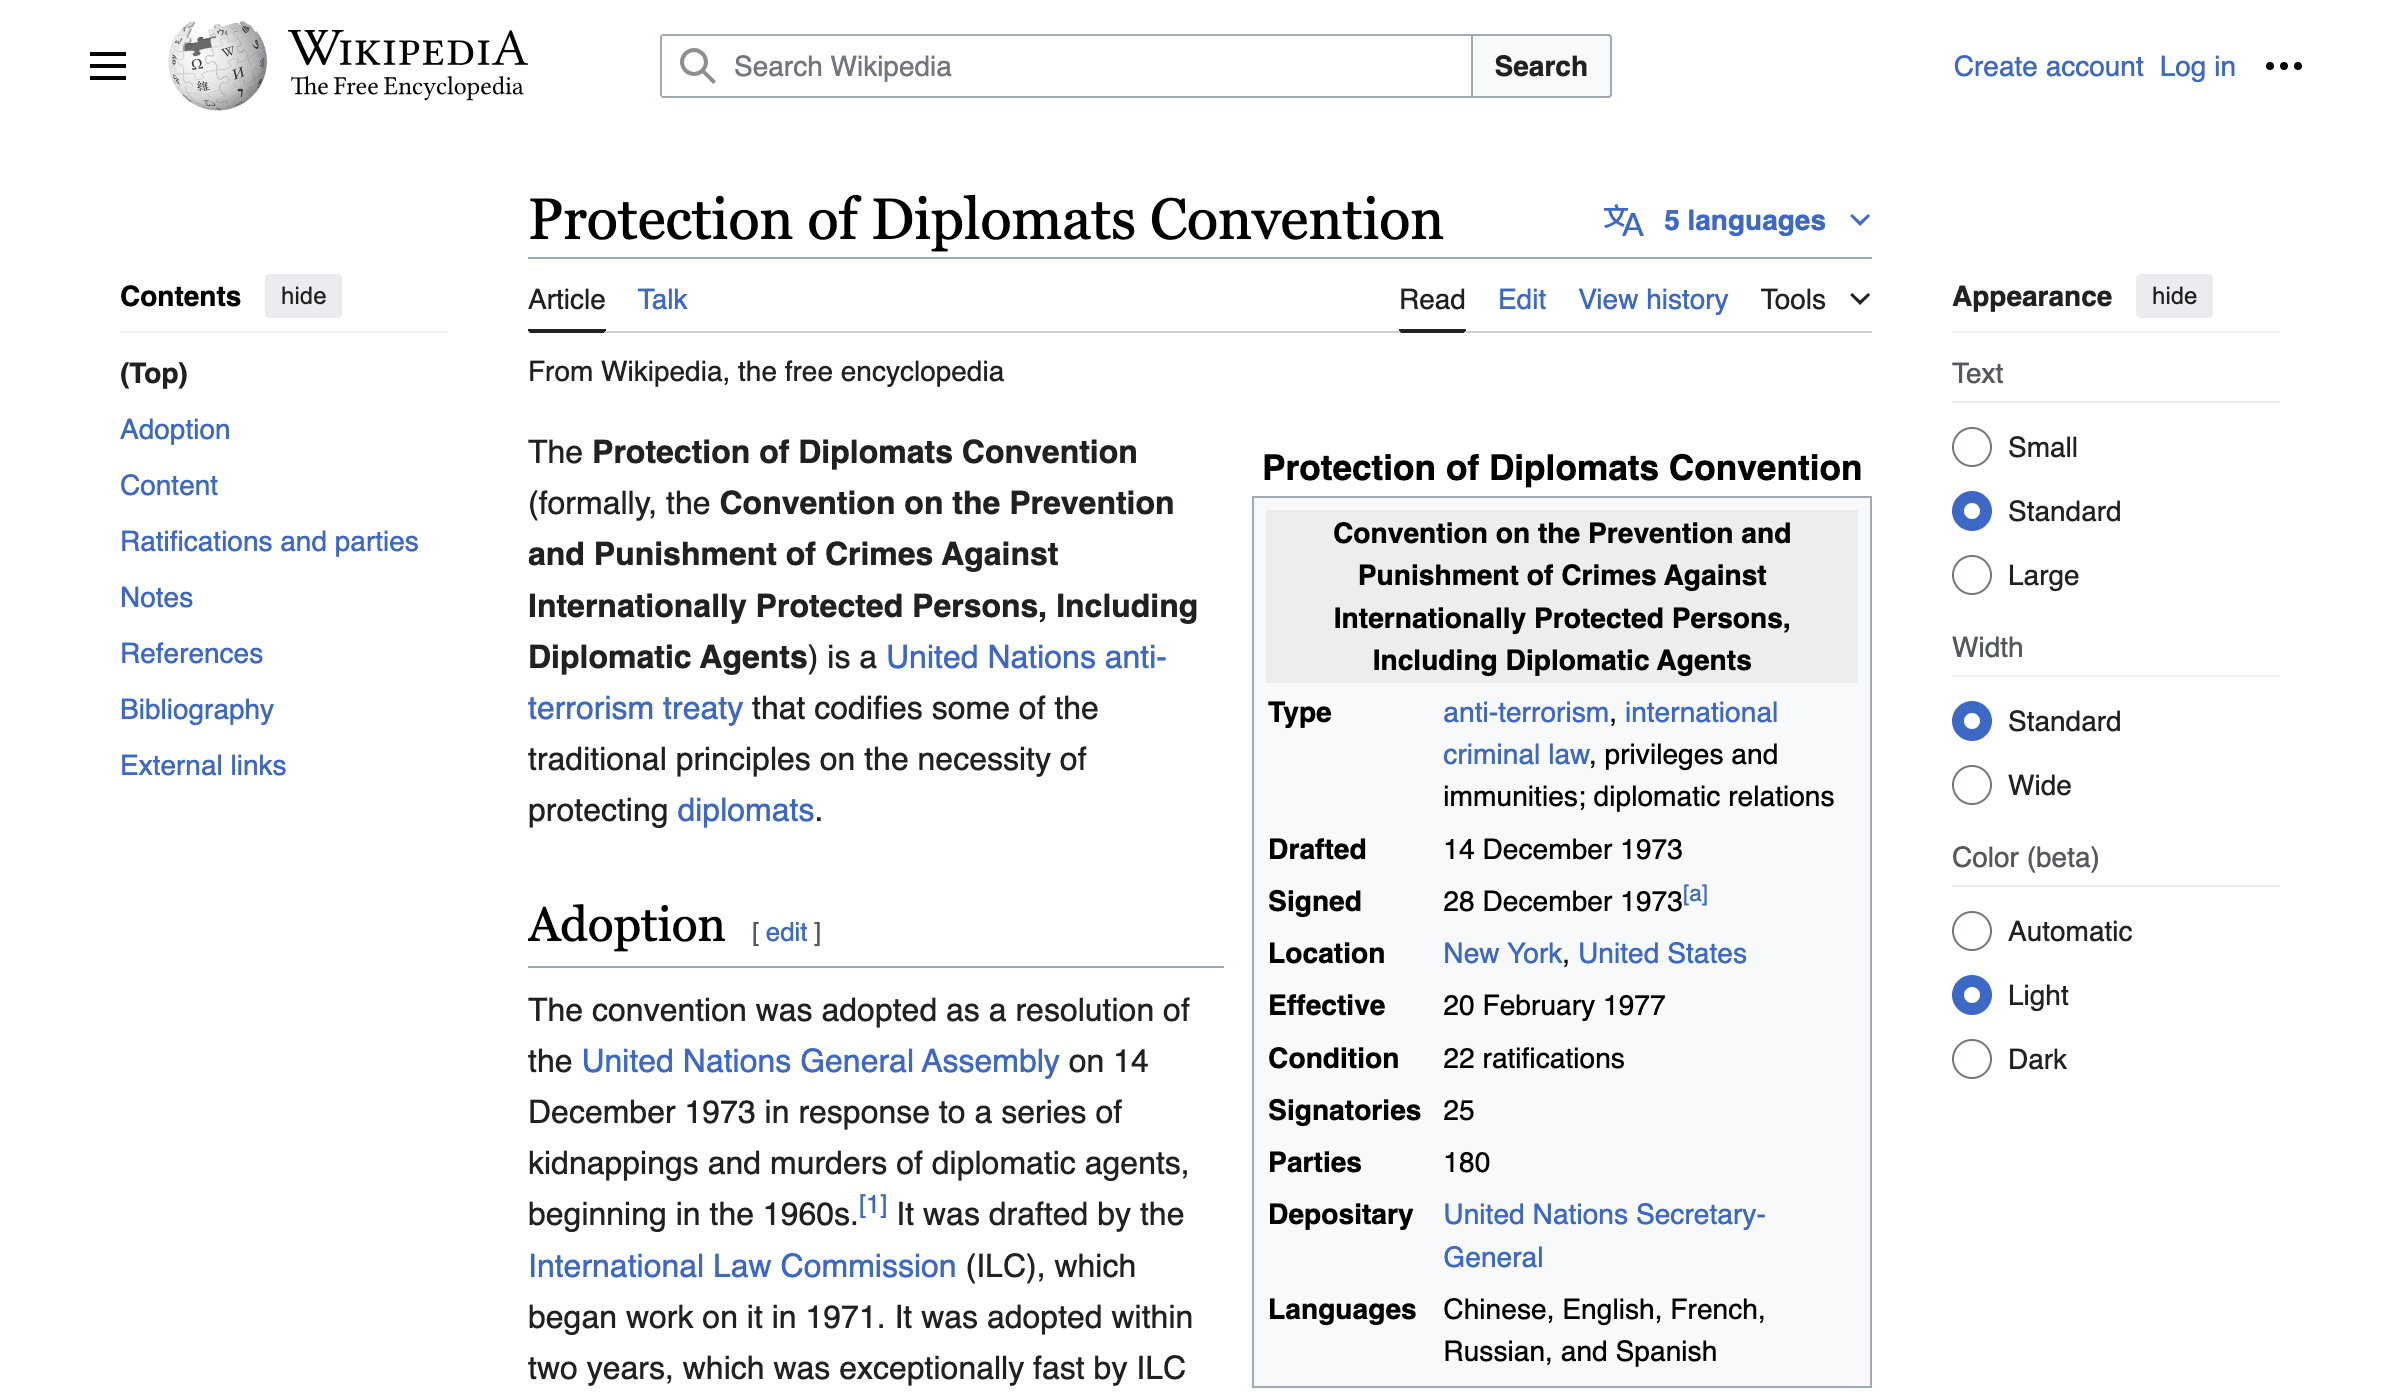 WIKIPEDIA
The Free Encyclopedia
Search Wikipedia
Search
Create account
Log in
Protection of Diplomats Convention
5 languages
Contents
hide
(Top)
Adoption
Content
Ratifications and parties
Notes
References
Bibliography
External links
Article
Talk
Read
Edit
View history
Tools
From Wikipedia, the free encyclopedia
The Protection of Diplomats Convention
(formally, the Convention on the Prevention
and Punishment of Crimes Against
Internationally Protected Persons, Including
Diplomatic Agents) is a United Nations anti-
terrorism treaty that codifies some of the
traditional principles on the necessity of
protecting diplomats.
Adoption [ edit ]
The convention was adopted as a resolution of
the United Nations General Assembly on 14
December 1973 in response to a series of
kidnappings and murders of diplomatic agents,
beginning in the 1960s.[1] It was drafted by the
International Law Commission (ILC), which
began work on it in 1971. It was adopted within
two years, which was exceptionally fast by ILC
Protection of Diplomats Convention
Convention on the Prevention and
Punishment of Crimes Against
Internationally Protected Persons,
Including Diplomatic Agents
Type anti-terrorism, international
criminal law, privileges and
immunities; diplomatic relations
Drafted 14 December 1973
Signed 28 December 1973[a]
Location New York, United States
Effective 20 February 1977
Condition 22 ratifications
Signatories 25
Parties 180
Depositary United Nations Secretary-
General
Languages Chinese, English, French,
Russian, and Spanish
Appearance
hide
Text
Small
Standard
Large
Width
Standard
Wide
Color (beta)
Automatic
Light
Dark